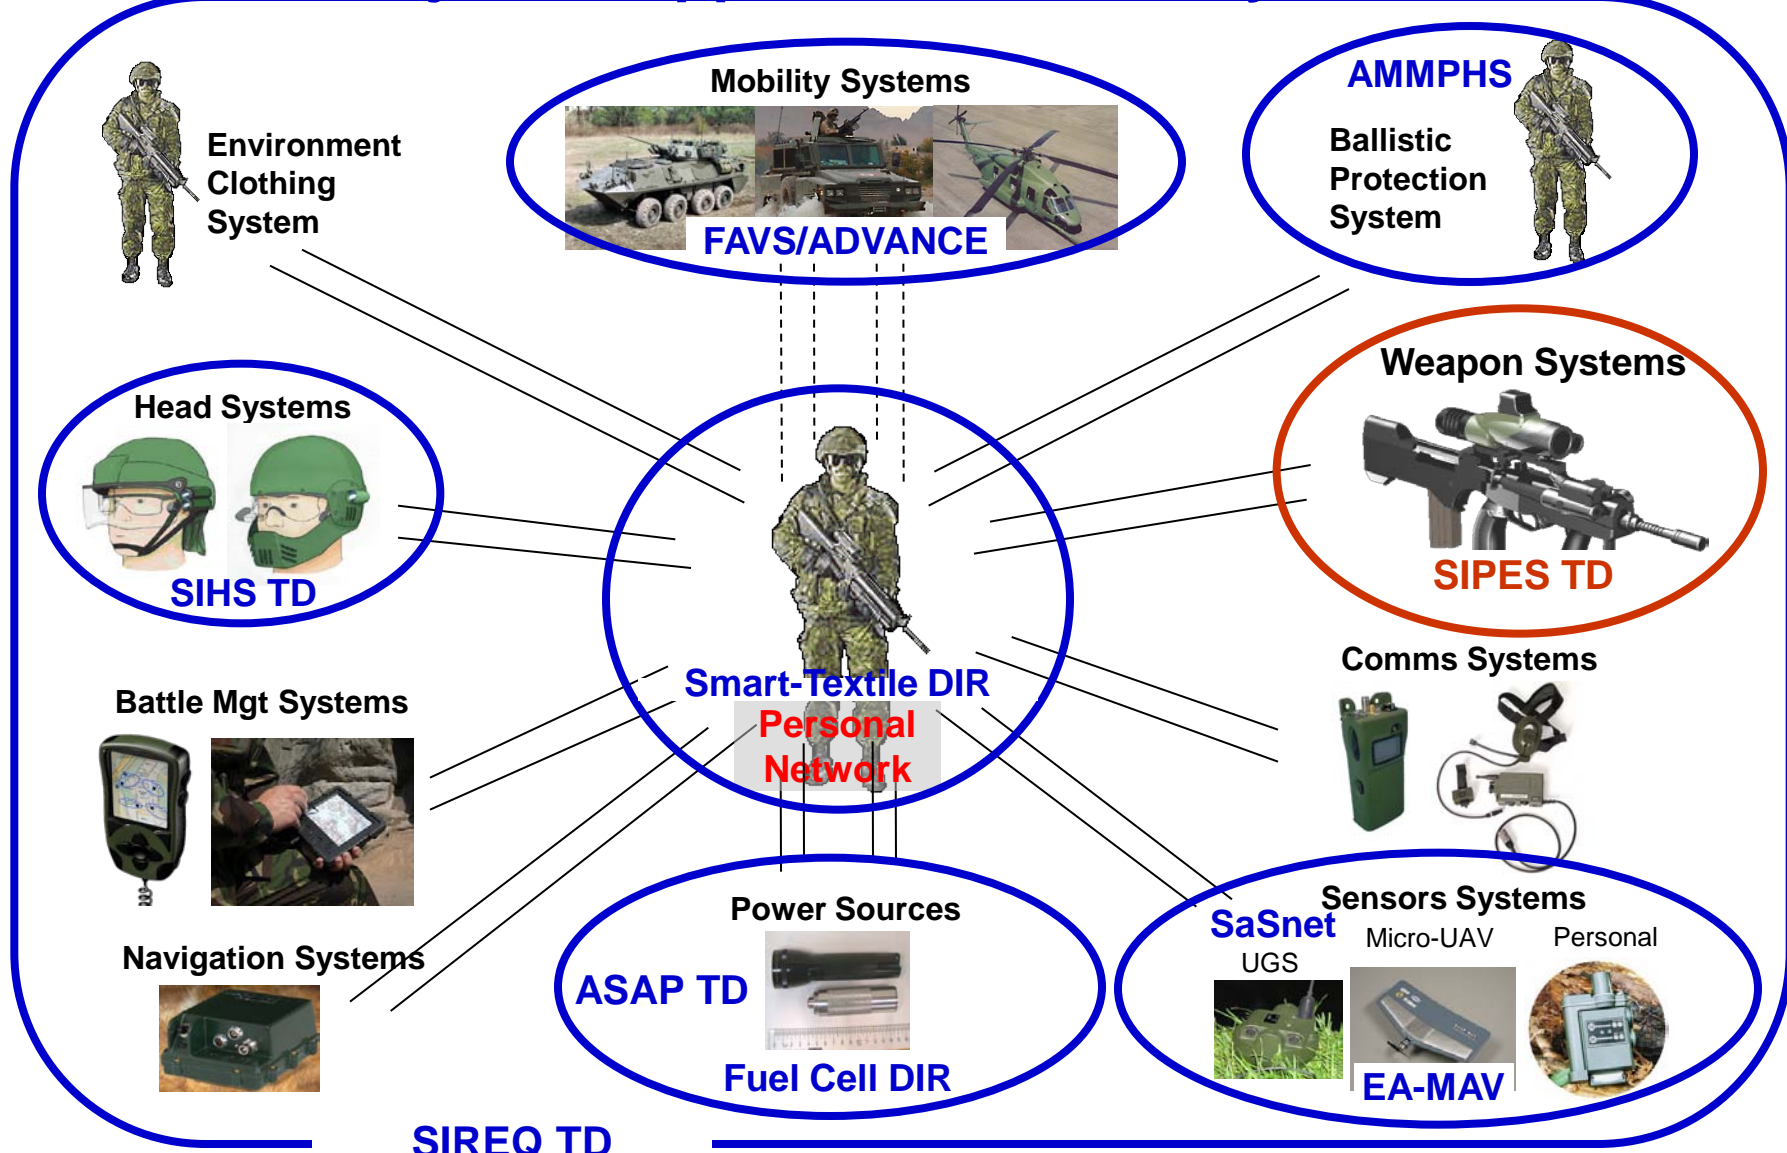 Mobility Systems
FAVS/ADVANCE
AMMPHS
Ballistic
Protection
System
Environment
Clothing
System
Weapon Systems
SIPES TD
Head Systems
SIHS TD
Smart-Textile DIR
Personal
Network
Comms Systems
Battle Mgt Systems
Power Sources
ASAP TD
Fuel Cell DIR
Sensors Systems
SaSnet
Micro-UAV
Personal
UGS
EA-MAV
Navigation Systems
SIREQ TD